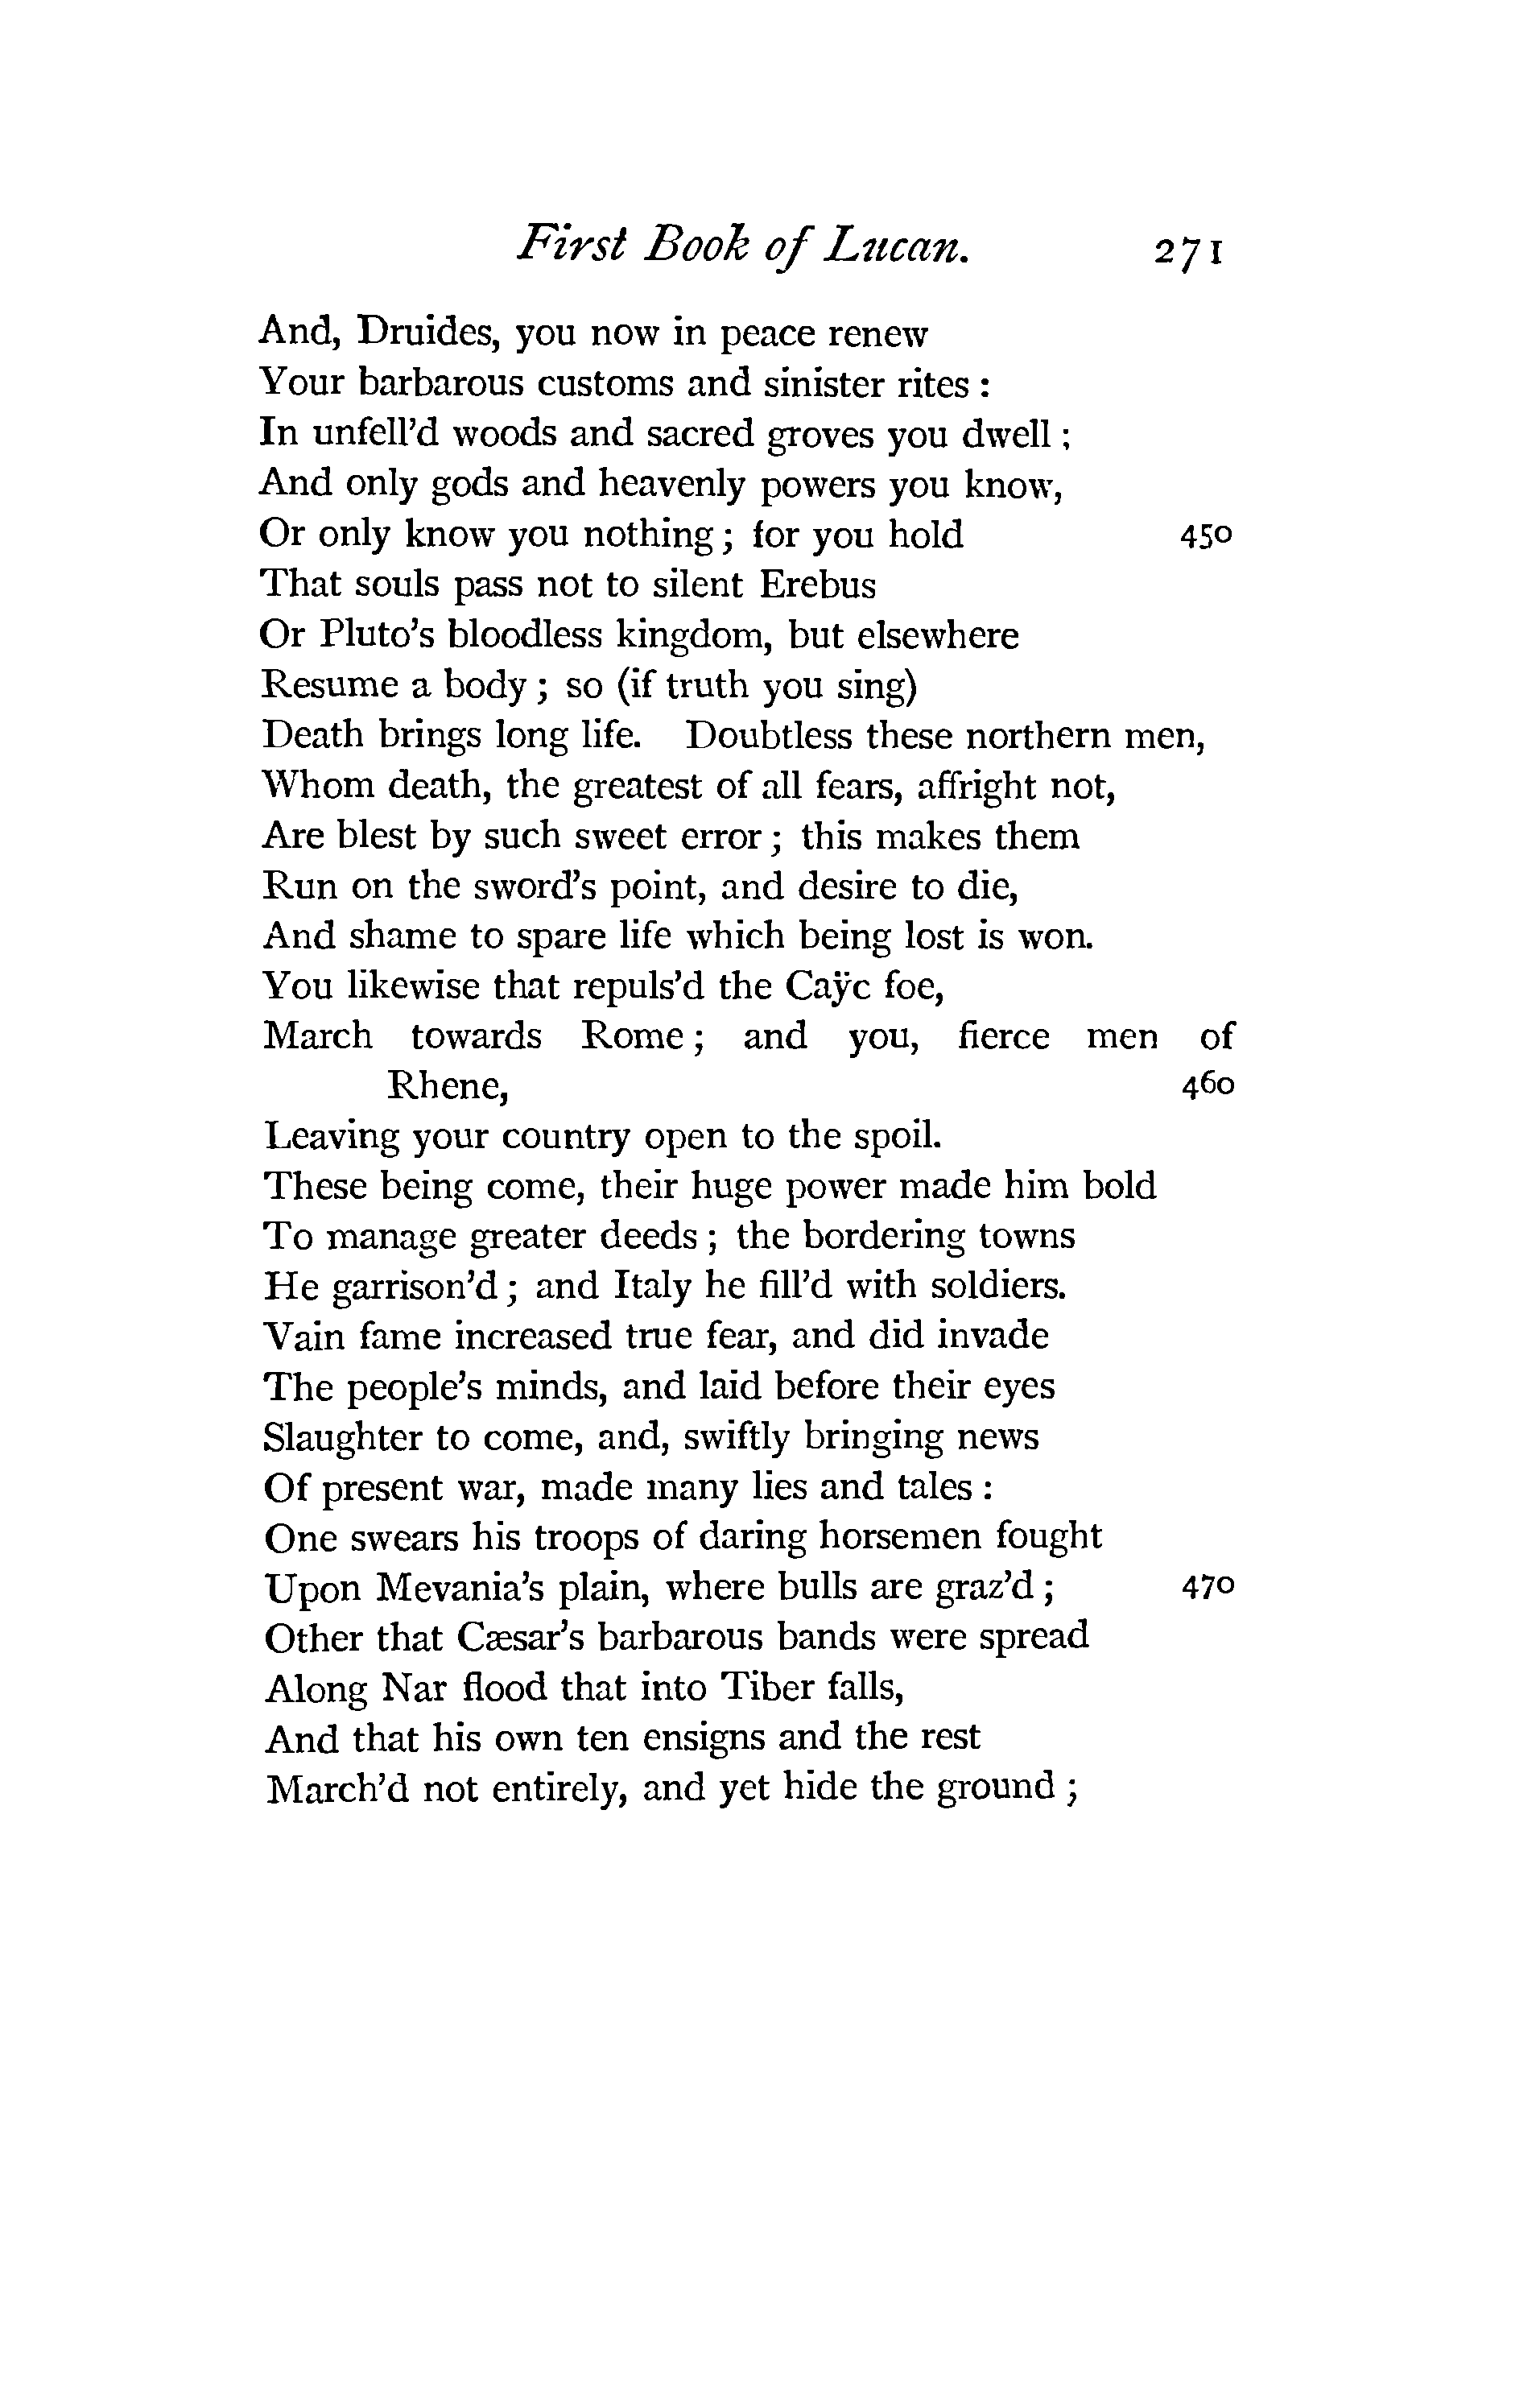 First Book of Lucan. 271
And, Druides, you now in peace renew
Your barbarous customs and sinister rites :
In unfell'd woods and sacred groves you dwell ;
And only gods and heavenly powers you know,
Or only know you nothing ; for you hold 450
That souls pass not to silent Erebus
Or Pluto's bloodless kingdom, but elsewhere
Resume a body ; so (if truth you sing)
Death brings long life. Doubtless these northern men,
Whom death, the greatest of all fears, affright not,
Are blest by such sweet error ; this makes them
Run on the sword's point, and desire to die,
And shame to spare life which being lost is won.
You likewise that repuls'd the Caÿc foe,
March towards Rome ; and you, fierce men of
Rhene, 460
Leaving your country open to the spoil.
These being come, their huge power made him bold
To manage greater deeds ; the bordering towns
He garrison'd ; and Italy he fill'd with soldiers.
Vain fame increased true fear, and did invade
The people's minds, and laid before their eyes
Slaughter to come, and, swiftly bringing news
Of present war, made many lies and tales :
One swears his troops of daring horsemen fought
Upon Mevania's plain, where bulls are graz'd ; 470
Other that Cæsar's barbarous bands were spread
Along Nar flood that into Tiber falls,
And that his own ten ensigns and the rest
March'd not entirely, and yet hide the ground ;